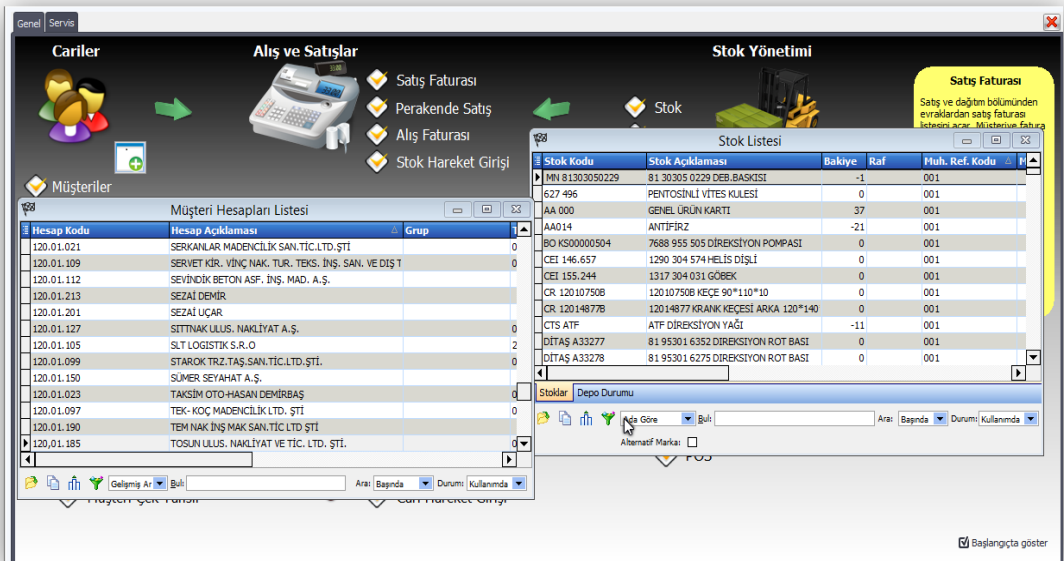 Genel Servis
Cariler
Alış ve Satışlar
Stok Yönetimi
Satış Faturası
Perakende Satış
Alış Faturası
Stok Hareket Girişi
Stok
Müşteriler
Satış Faturası
Satış ve dağıtım bölümünden
evraklardan satış faturası
listesini açar. Müşteriye fatura
Müşteri Hesapları Listesi
Hesap Kodu Hesap Açıklaması Grup
120.01.021 SERKANLAR MADENCİLİK SAN.TİC.LTD.ŞTİ 0
120.01.109 SERVET KİR. VİNÇ NAK. TUR. TEKS. İNŞ. SAN. VE DIŞ T 0
120.01.112 SEVİNDİK BETON ASF. İNŞ. MAD. A.Ş.
120.01.213 SEZAİ DEMİR
120.01.201 SEZAİ UÇAR
120.01.127 SITTNAK ULUS. NAKLİYAT A.Ş. 0
120.01.105 SLT LOGISTIK S.R.O 2
120.01.099 STAROK TRZ.TAŞ.SAN.TİC.LTD.ŞTİ. 0
120.01.150 SÜMER SEYAHAT A.Ş.
120.01.023 TAKSİM OTO-HASAN DEMİRBAŞ 0
120.01.097 TEK- KOÇ MADENCİLİK LTD. ŞTİ 0
120.01.190 TEM NAK İNŞ MAK SAN.TİC LTD ŞTİ
120,01.185 TOSUN ULUS. NAKLİYAT VE TİC. LTD. ŞTİ. 0
Gelişmiş Ar Bul: Ara: Başında Durum: Kullanımda
Stok Listesi
Stok Kodu Stok Açıklaması Bakiye Raf Muh. Ref. Kodu M
MN 81303050229 81 30305 0229 DEB.BASKISI -1 001
627 496 PENTOSİNLİ VİTES KULESİ 0 001
AA 000 GENEL ÜRÜN KARTI 37 001
AA014 ANTİFİRZ -21 001
BO KS00000504 7688 955 505 DİREKSİYON POMPASI 0 001
CEI 146.657 1290 304 574 HELİS DİŞLİ 0 001
CEI 155.244 1317 304 031 GÖBEK 0 001
CR 12010750B 12010750B KEÇE 90*110*10 0 001
CR 12014877B 12014877 KRANK KEÇESİ ARKA 120*140 0 001
CTS ATF ATF DİREKSİYON YAĞI -11 001
DİTAŞ A33277 81 95301 6352 DIREKSIYON ROT BASI 0 001
DİTAŞ A33278 81 95301 6275 DIREKSIYON ROT BASI 0 001
Stoklar Depo Durumu
Ada Göre Bul: Ara: Başında Durum: Kullanımda
Alternatif Marka:
POS
Müşteri Çek Tahsil
Cari Hareket Girişi
Başlangıçta göster